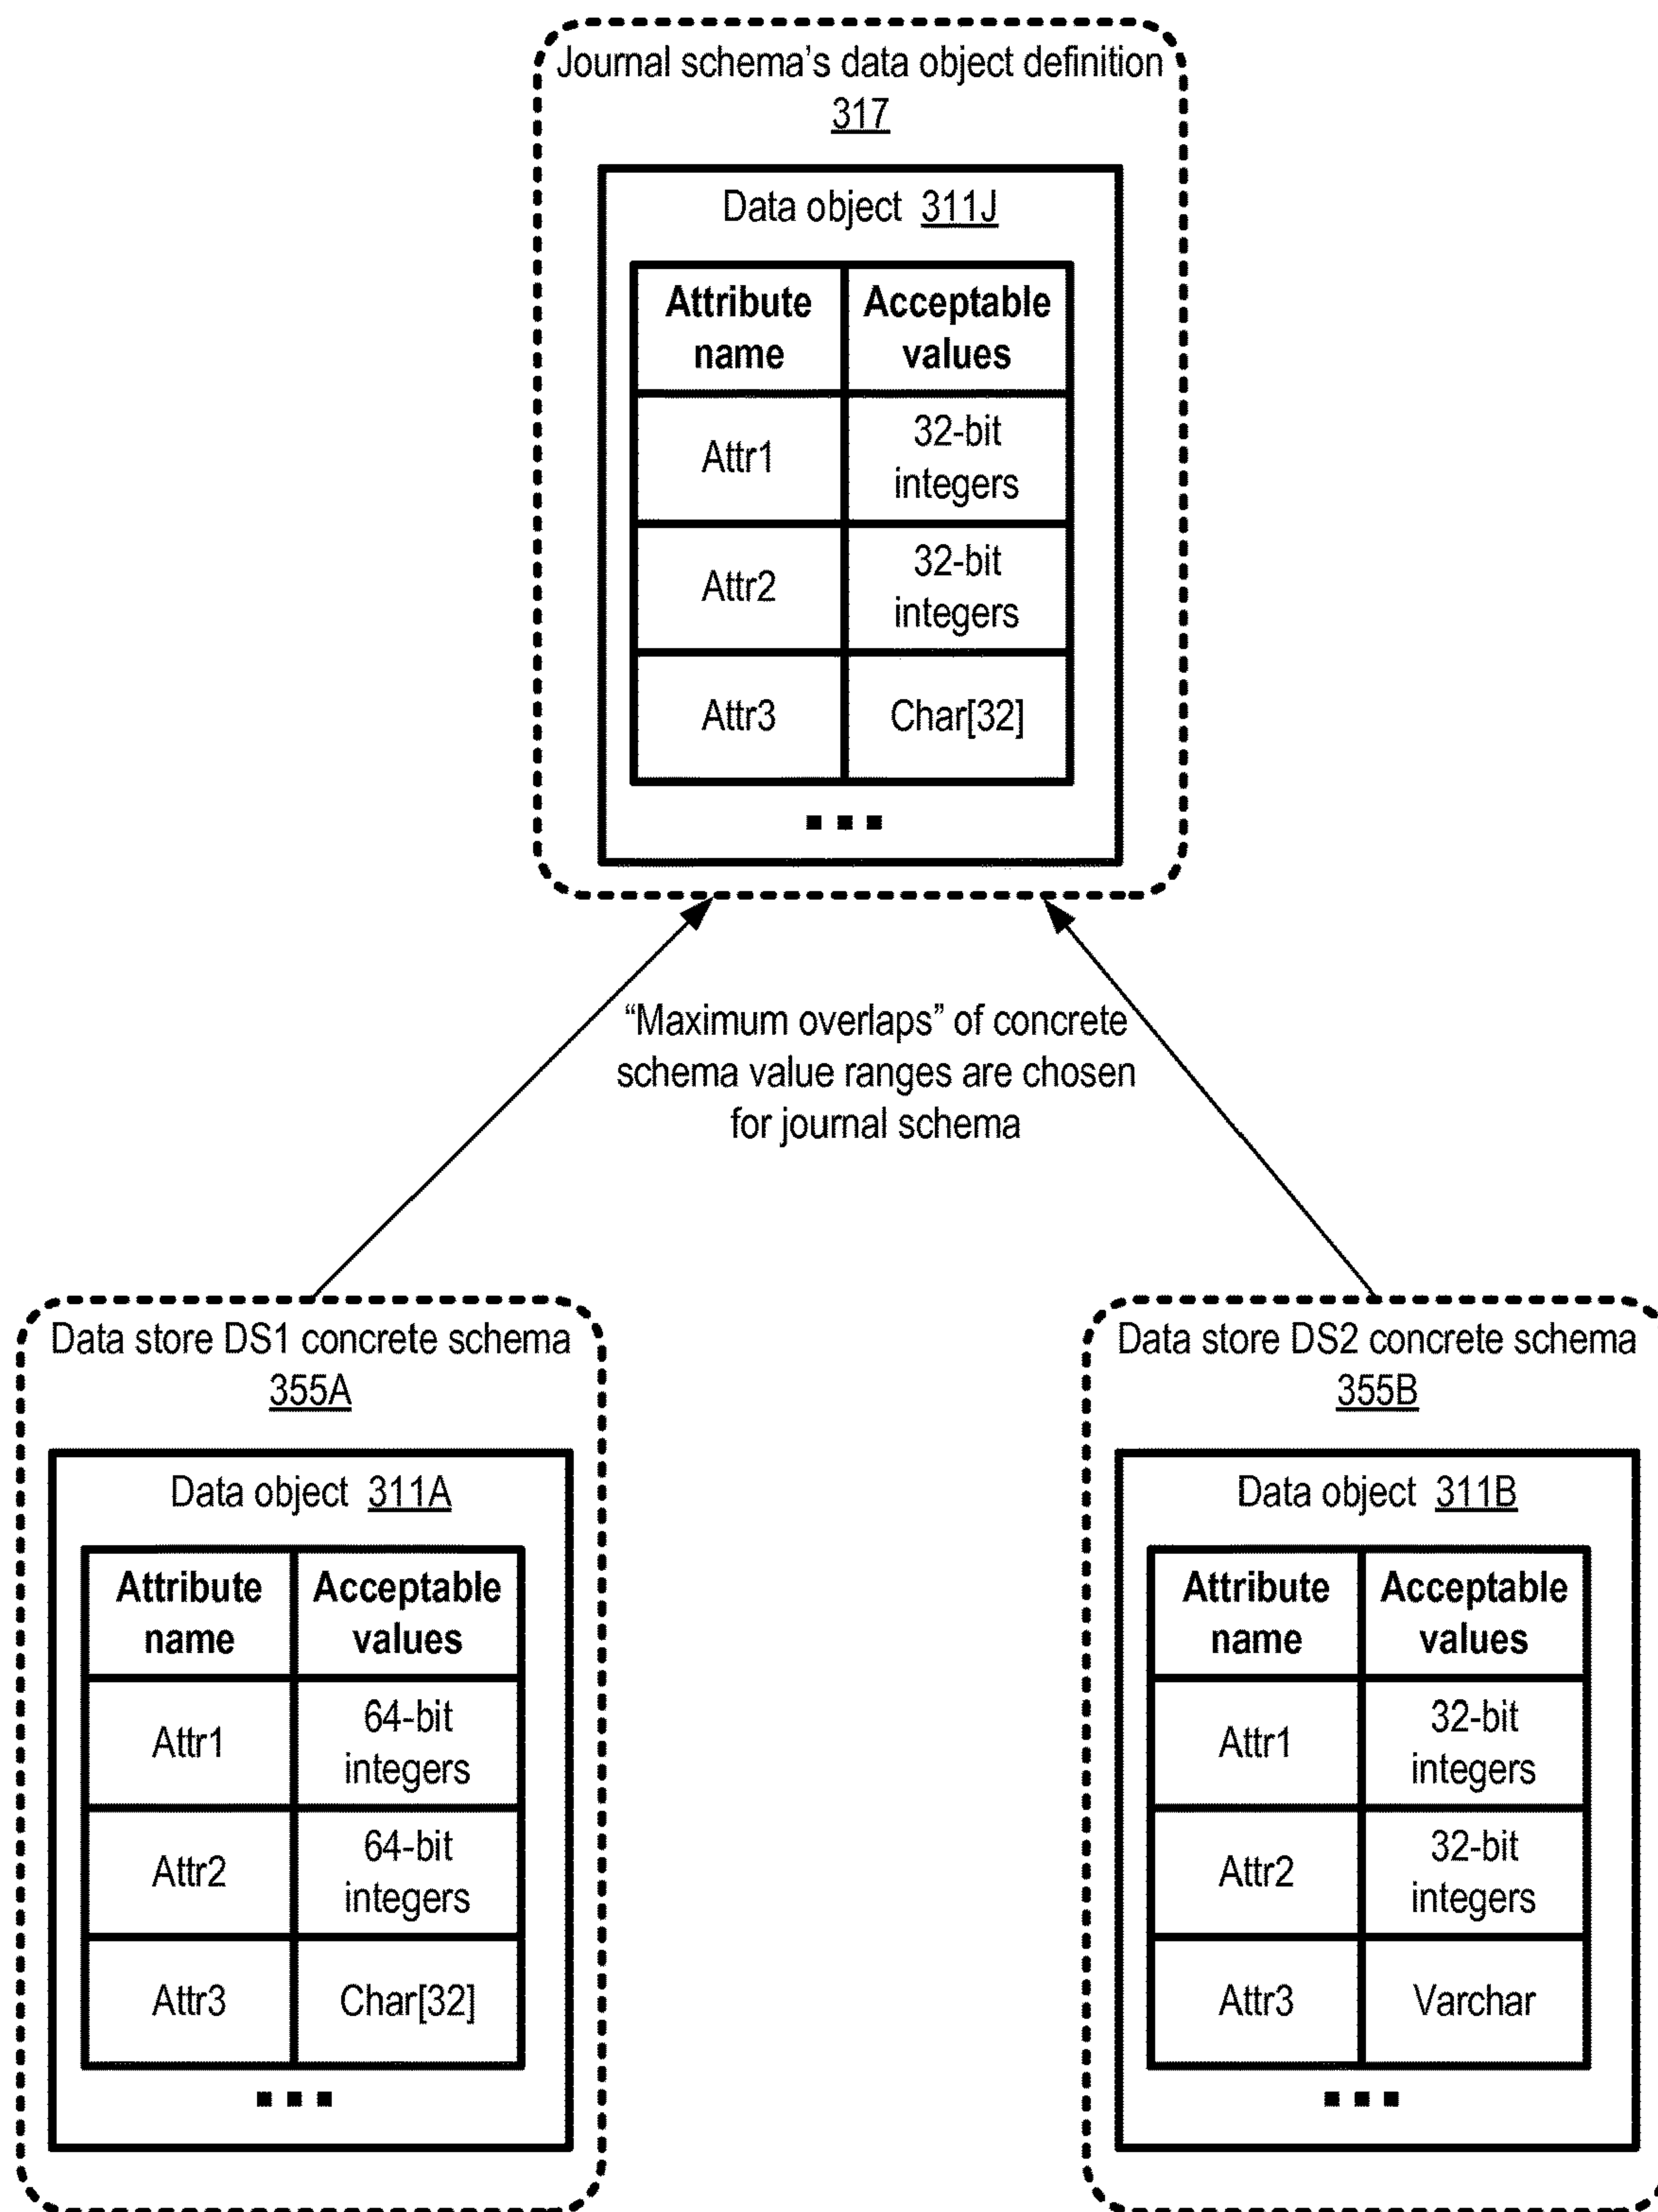 Journal schema's data object definition
317
Data object 311J
Attribute name
Acceptable values
Attr1
32-bit integers
Attr2
32-bit integers
Attr3
Char[32]
“Maximum overlaps” of concrete
schema value ranges are chosen
for journal schema
Data store DS1 concrete schema
355A
Data object 311A
Attribute name
Acceptable values
Attr1
64-bit integers
Attr2
64-bit integers
Attr3
Char[32]
Data store DS2 concrete schema
355B
Data object 311B
Attribute name
Acceptable values
Attr1
32-bit integers
Attr2
32-bit integers
Attr3
Varchar